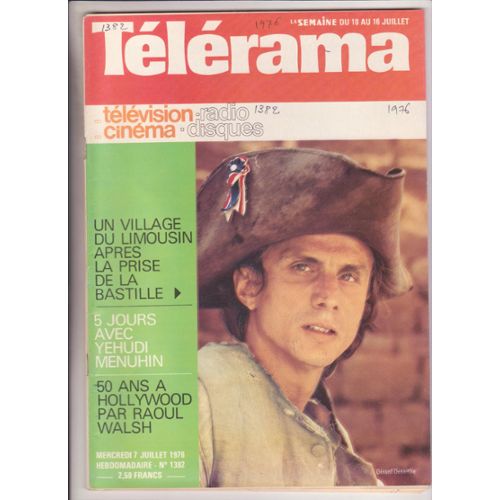 1382
1976
LA SEMAINE DU 10 AU 16 JUILLET
Télérama
télévision radio 1382 1976
cinéma disques
UN VILLAGE
DU LIMOUSIN
APRES
LA PRISE
DE LA
BASTILLE
5 JOURS
AVEC
YEHUDI
MENUHIN
50 ANS A
HOLLYWOOD
PAR RAOUL
WALSH
MERCREDI 7 JUILLET 1976
HEBDOMADAIRE - N° 1382
2,50 FRANCS